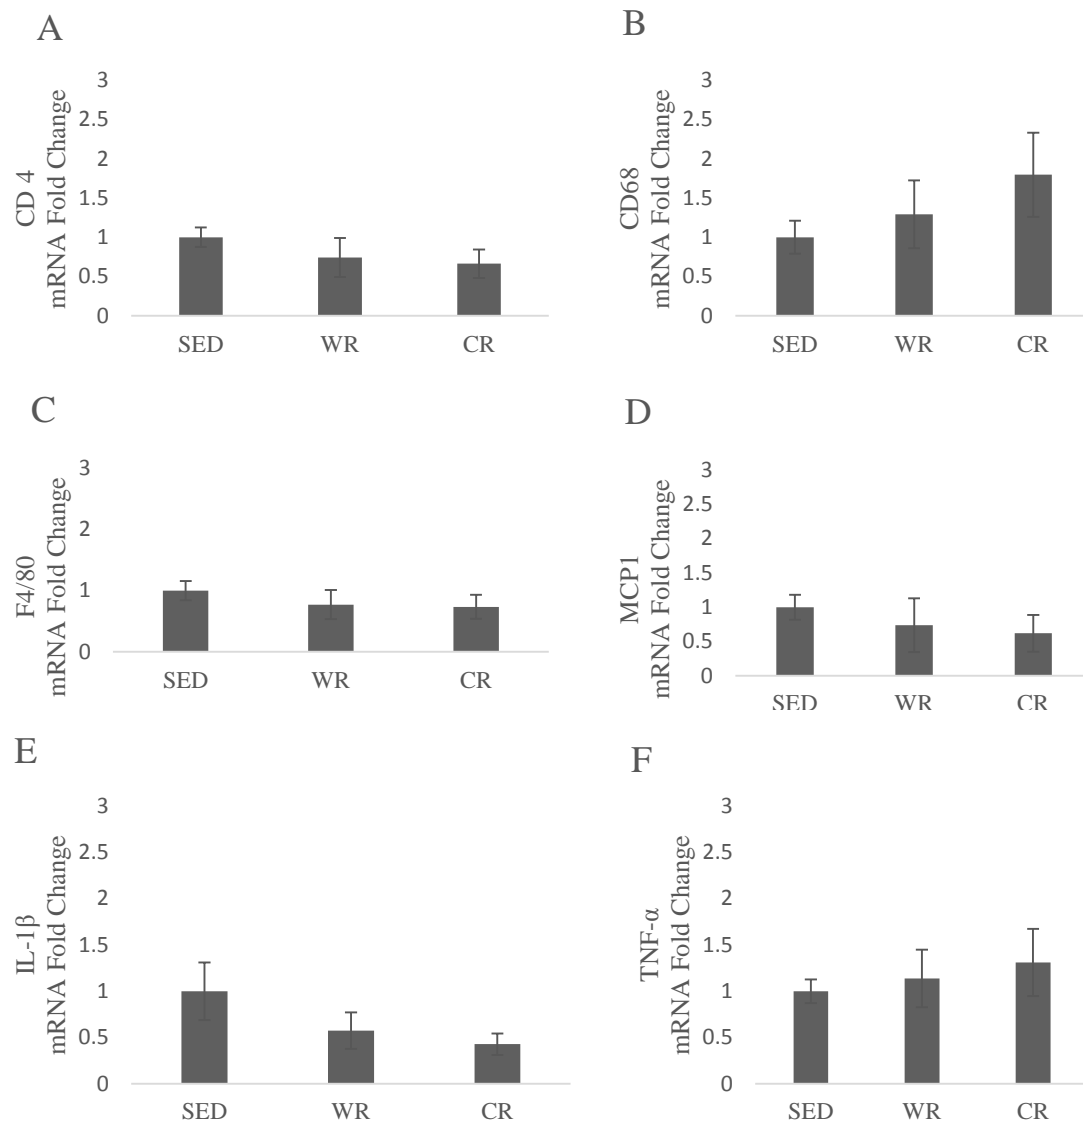 A
CD 4
mRNA Fold Change
3
2.5
2
1.5
1
0.5
0
SED WR CR
B
CD68
mRNA Fold Change
3
2.5
2
1.5
1
0.5
0
SED WR CR
C
F4/80
mRNA Fold Change
3
2
1
0
SED WR CR
D
MCP1
mRNA Fold Change
3
2.5
2
1.5
1
0.5
0
SED WR CR
E
IL-1β
mRNA Fold Change
3
2.5
2
1.5
1
0.5
0
SED WR CR
F
TNF-α
mRNA Fold Change
3
2.5
2
1.5
1
0.5
0
SED WR CR